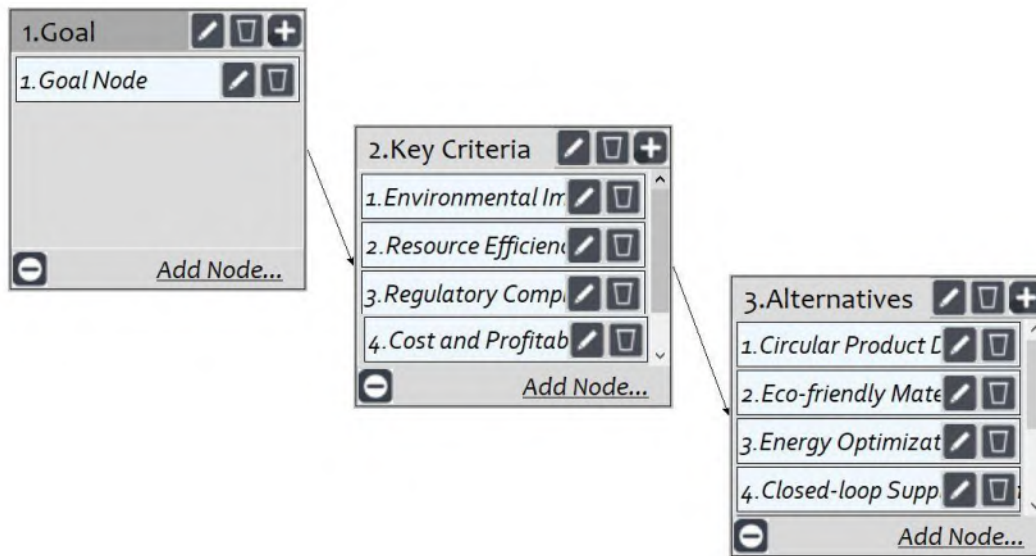 1.Goal
1.Goal Node
Add Node...
2.Key Criteria
1.Environmental Im
2.Resource Efficienc
3.Regulatory Comp
4.Cost and Profitab
Add Node...
3.Alternatives
1.Circular Product D
2.Eco-friendly Mate
3.Energy Optimizat
4.Closed-loop Supp
Add Node...